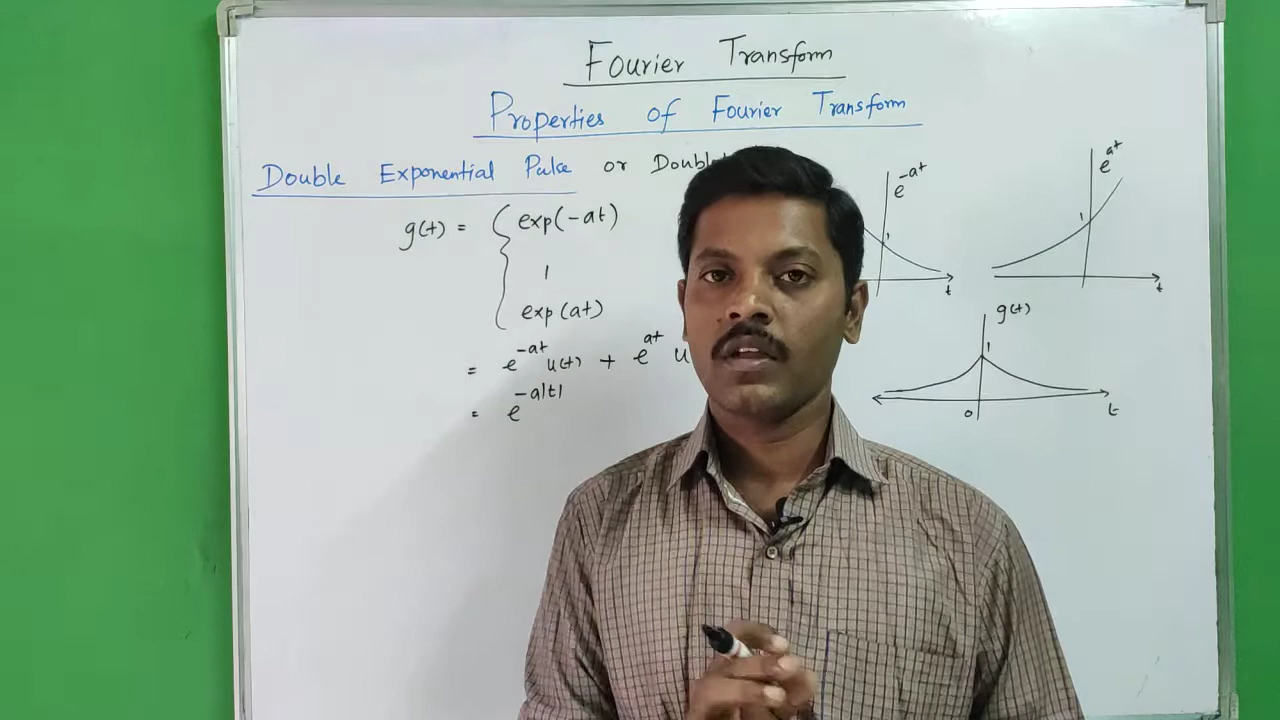 Fourier Transform
Properties of Fourier Transform
Double Exponential Pulse or
g(t) = { exp(-at)
1
exp(at)
= e^-at u(t) + e^at u
= e^-a|t|
e^-at
1
t
e^at
1
t
g(t)
1
0
t